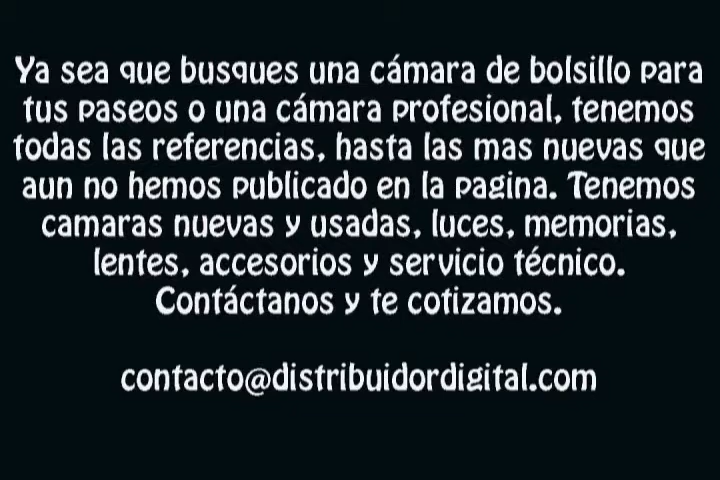 Ya sea que busques una cámara de bolsillo para
tus paseos o una cámara profesional, tenemos
todas las referencias, hasta las mas nuevas que
aun no hemos publicado en la pagina. Tenemos
camaras nuevas y usadas, luces, memorias,
lentes, accesorios y servicio técnico.
Contáctanos y te cotizamos.
contacto@distribuidordigital.com